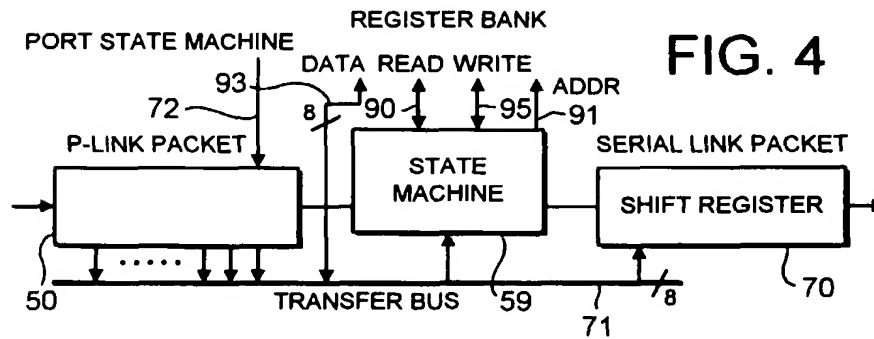 REGISTER BANK
PORT STATE MACHINE
FIG. 4
93
DATA READ WRITE
ADDR
72
8
90
95
91
P-LINK PACKET
SERIAL LINK PACKET
STATE
MACHINE
SHIFT REGISTER
50
TRANSFER BUS
59
71
8
70